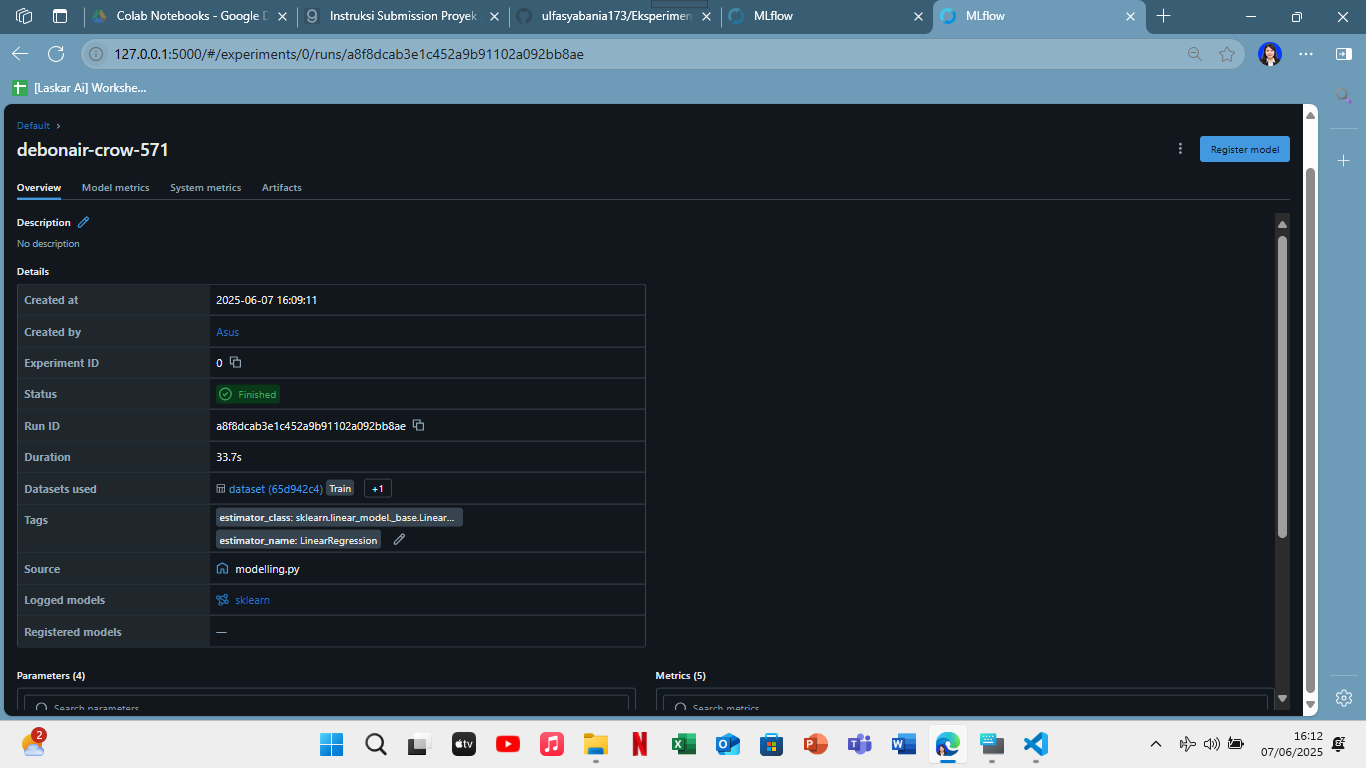 Colab Notebooks - Google D
Instruksi Submission Proyek
ulfasyabania173/Eksperimen
MLflow
MLflow
127.0.0.1:5000/#/experiments/0/runs/a8f8dcab3e1c452a9b91102a092bb8ae
[Laskar Ai] Workshe...
Default
debonair-crow-571
Register model
Overview
Model metrics
System metrics
Artifacts
Description
No description
Details
Created at
2025-06-07 16:09:11
Created by
Asus
Experiment ID
0
Status
Finished
Run ID
a8f8dcab3e1c452a9b91102a092bb8ae
Duration
33.7s
Datasets used
dataset (65d942c4) Train +1
Tags
estimator_class: sklearn.linear_model._base.Linear...
estimator_name: LinearRegression
Source
modelling.py
Logged models
sklearn
Registered models
—
Parameters (4)
Metrics (5)
Search parameters
Search metrics
2
tv
16:12
07/06/2025